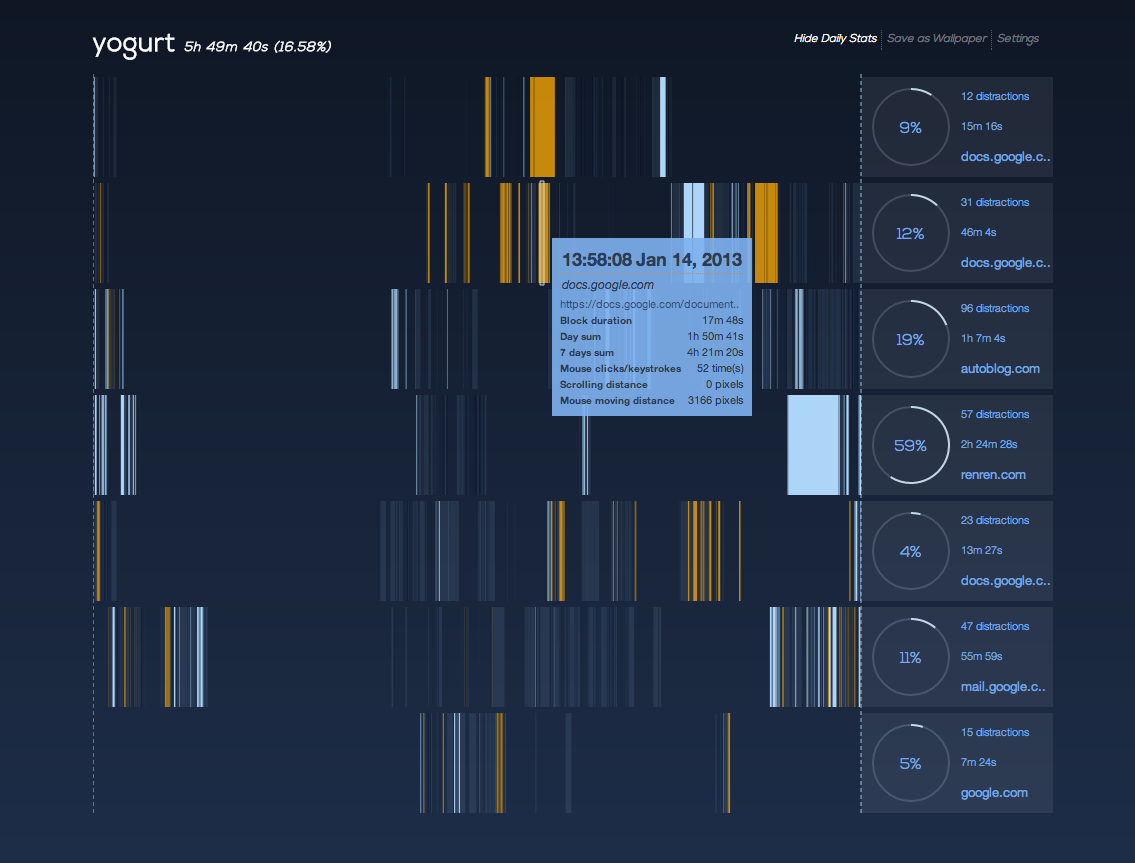 yogurt 5h 49m 40s (16.58%)
Hide Daily Stats Save as Wallpaper Settings
9%
12 distractions
15m 16s
docs.google.c..
12%
31 distractions
46m 4s
docs.google.c..
13:58:08 Jan 14, 2013
docs.google.com
https://docs.google.com/document..
Block duration 17m 48s
Day sum 1h 50m 41s
7 days sum 4h 21m 20s
Mouse clicks/keystrokes 52 time(s)
Scrolling distance 0 pixels
Mouse moving distance 3166 pixels
19%
96 distractions
1h 7m 4s
autoblog.com
59%
57 distractions
2h 24m 28s
renren.com
4%
23 distractions
13m 27s
docs.google.c..
11%
47 distractions
55m 59s
mail.google.c..
5%
15 distractions
7m 24s
google.com